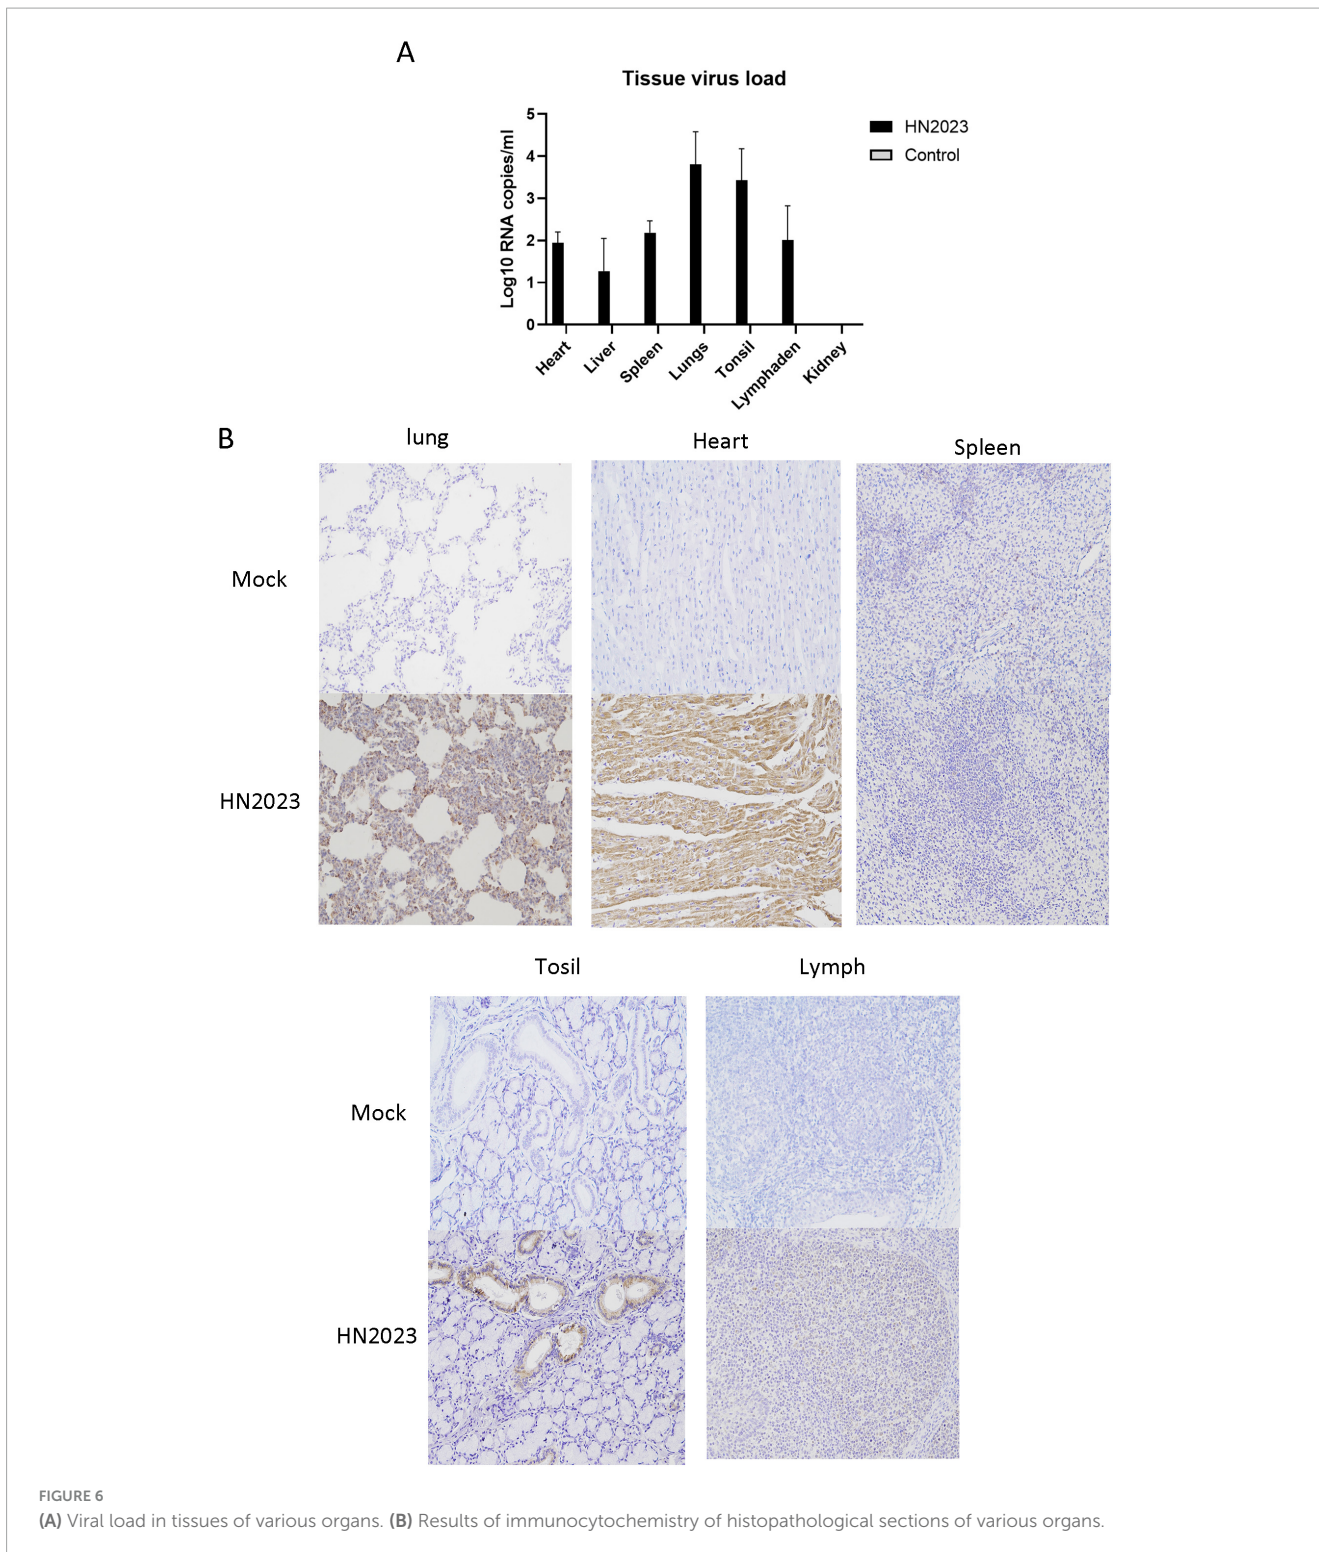 A
Tissue virus load
Log10 RNA copies/ml
5
4
3
2
1
0
Heart
Liver
Spleen
Lungs
Tonsil
Lymphaden
Kidney
HN2023
Control
B
lung
Heart
Spleen
Mock
HN2023
Tosil
Lymph
Mock
HN2023
FIGURE 6
(A) Viral load in tissues of various organs. (B) Results of immunocytochemistry of histopathological sections of various organs.